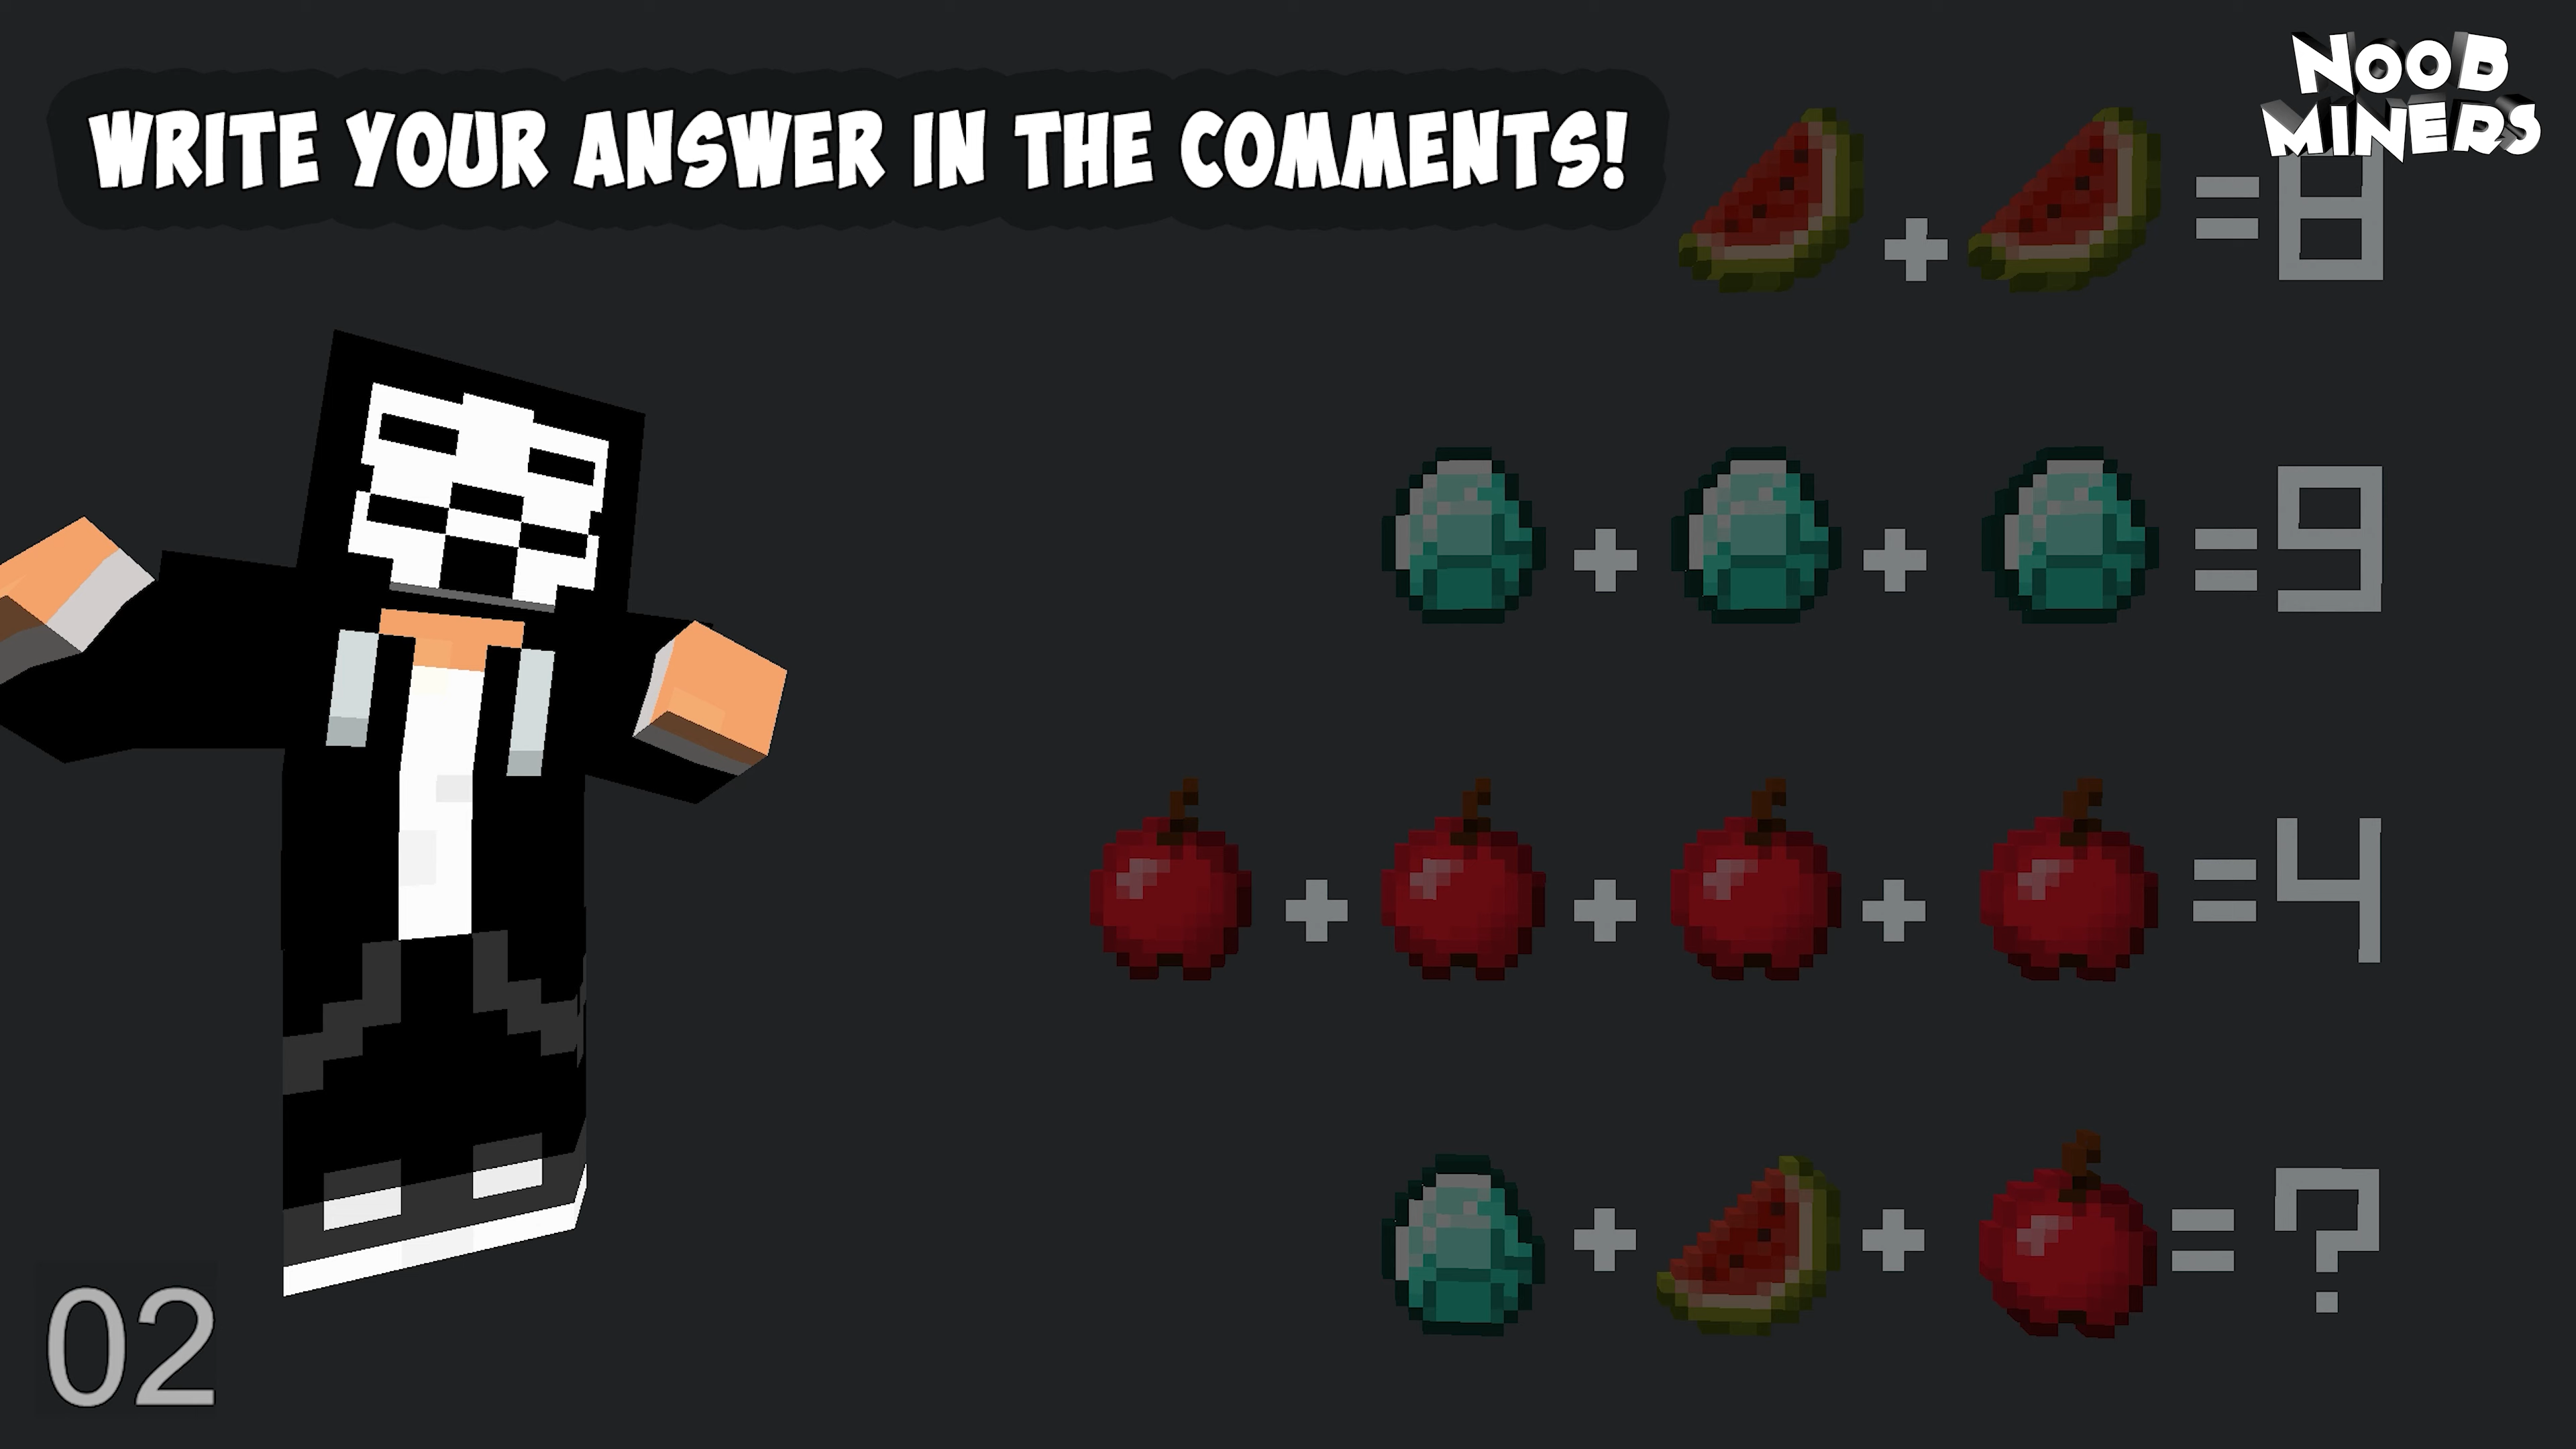 WRITE YOUR ANSWER IN THE COMMENTS!
NOOB
MINERS
+ = 8
+ + = 9
+ + + = 4
+ + = ?
02